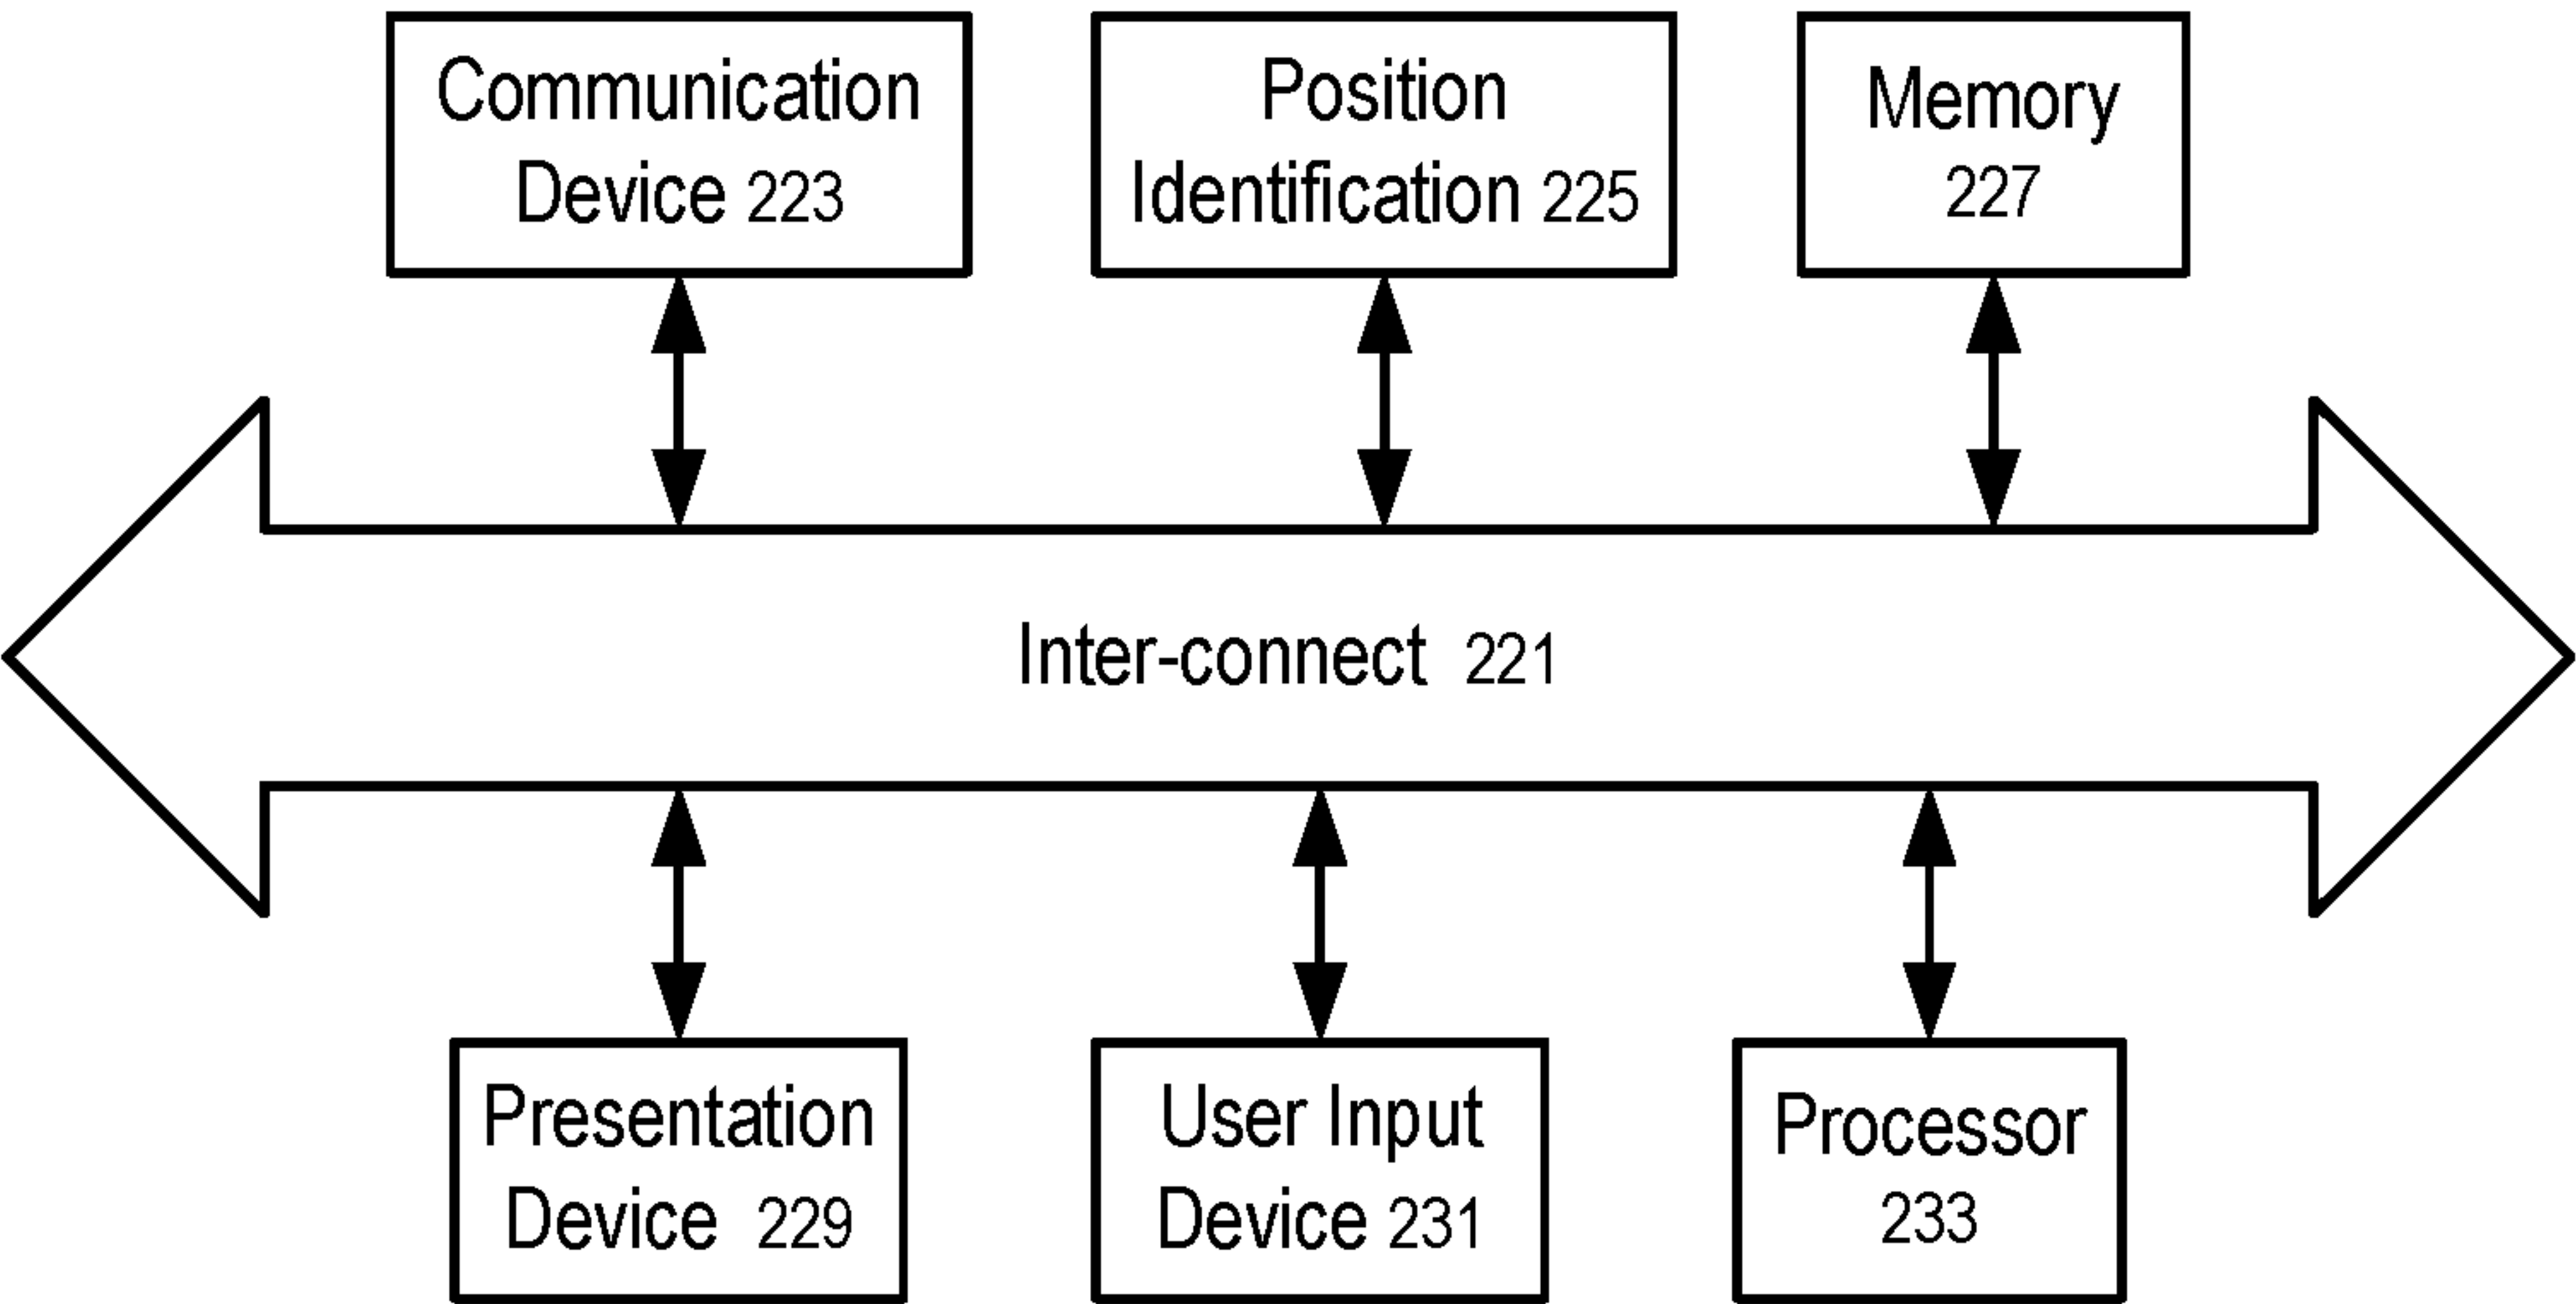 Communication
Device 223
Position
Identification 225
Memory
227
Inter-connect 221
Presentation
Device 229
User Input
Device 231
Processor
233